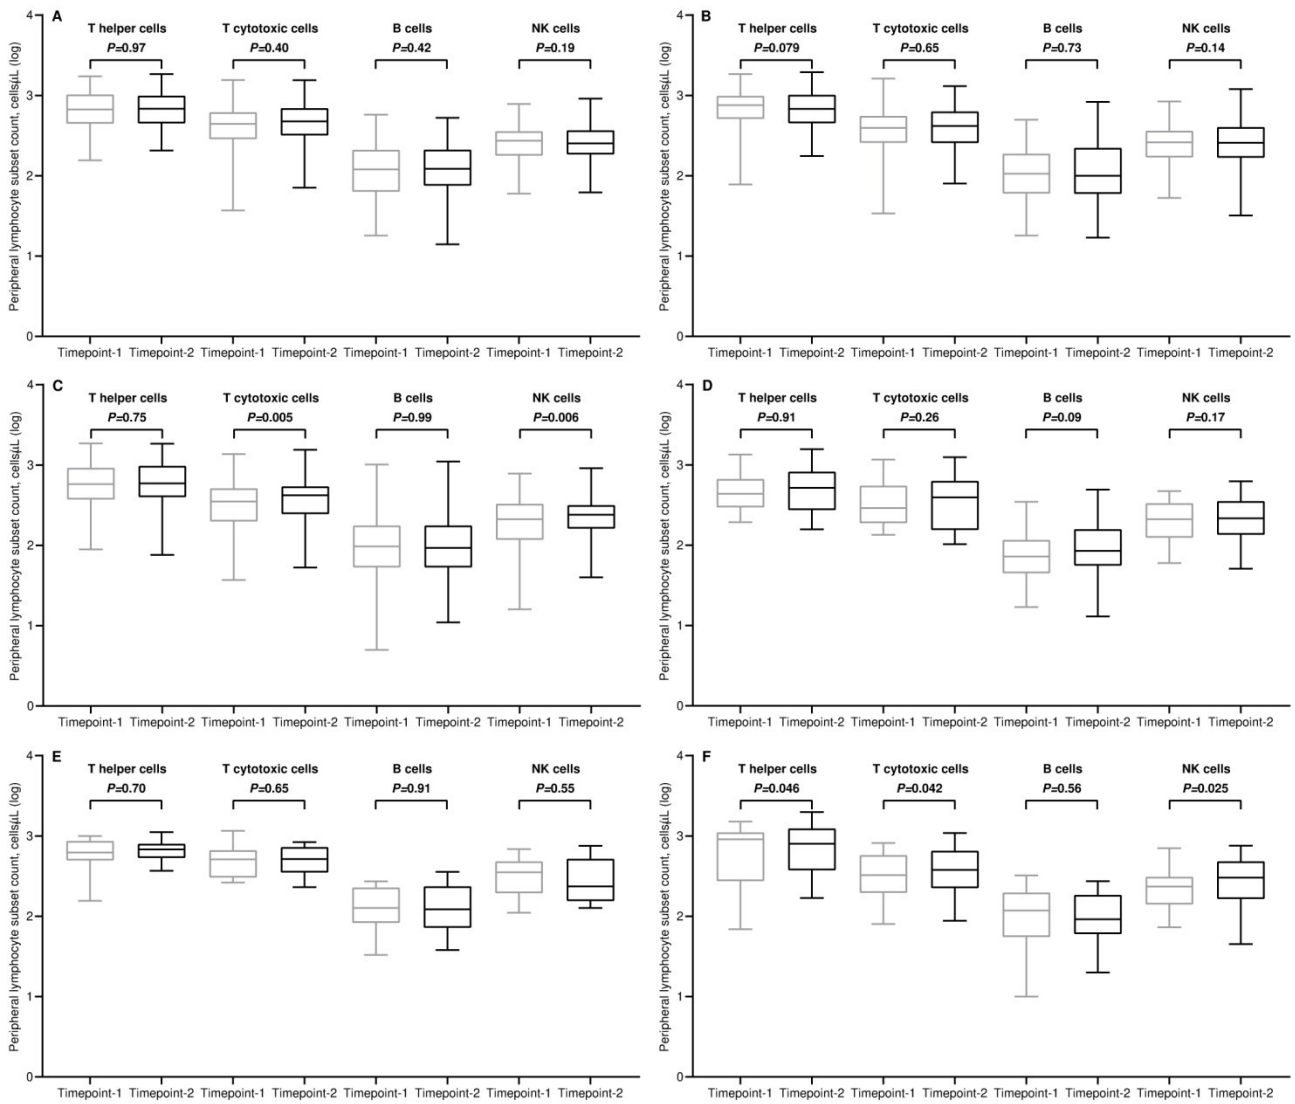 A
T helper cells T cytotoxic cells B cells NK cells
P=0.97 P=0.40 P=0.42 P=0.19
Peripheral lymphocyte subset count, cells/µL (log)
4
3
2
1
0
Timepoint-1 Timepoint-2 Timepoint-1 Timepoint-2 Timepoint-1 Timepoint-2 Timepoint-1 Timepoint-2
B
T helper cells T cytotoxic cells B cells NK cells
P=0.079 P=0.65 P=0.73 P=0.14
Peripheral lymphocyte subset count, cells/µL (log)
4
3
2
1
0
Timepoint-1 Timepoint-2 Timepoint-1 Timepoint-2 Timepoint-1 Timepoint-2 Timepoint-1 Timepoint-2
C
T helper cells T cytotoxic cells B cells NK cells
P=0.75 P=0.005 P=0.99 P=0.006
Peripheral lymphocyte subset count, cells/µL (log)
4
3
2
1
0
Timepoint-1 Timepoint-2 Timepoint-1 Timepoint-2 Timepoint-1 Timepoint-2 Timepoint-1 Timepoint-2
D
T helper cells T cytotoxic cells B cells NK cells
P=0.91 P=0.26 P=0.09 P=0.17
Peripheral lymphocyte subset count, cells/µL (log)
4
3
2
1
0
Timepoint-1 Timepoint-2 Timepoint-1 Timepoint-2 Timepoint-1 Timepoint-2 Timepoint-1 Timepoint-2
E
T helper cells T cytotoxic cells B cells NK cells
P=0.70 P=0.65 P=0.91 P=0.55
Peripheral lymphocyte subset count, cells/µL (log)
4
3
2
1
0
Timepoint-1 Timepoint-2 Timepoint-1 Timepoint-2 Timepoint-1 Timepoint-2 Timepoint-1 Timepoint-2
F
T helper cells T cytotoxic cells B cells NK cells
P=0.046 P=0.042 P=0.56 P=0.025
Peripheral lymphocyte subset count, cells/µL (log)
4
3
2
1
0
Timepoint-1 Timepoint-2 Timepoint-1 Timepoint-2 Timepoint-1 Timepoint-2 Timepoint-1 Timepoint-2